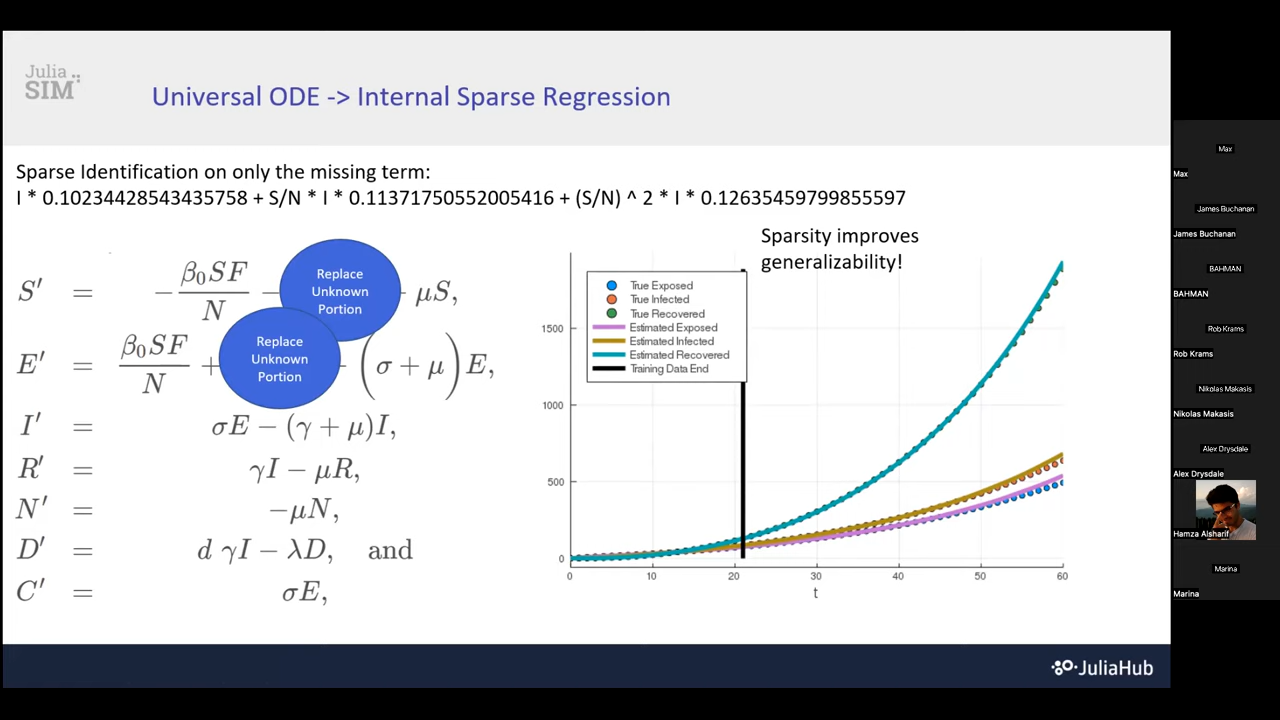 Julia
SIM
Universal ODE -> Internal Sparse Regression
Sparse Identification on only the missing term:
I * 0.10234428543435758 + S/N * I * 0.11371750552005416 + (S/N) ^ 2 * I * 0.12635459799855597
Sparsity improves
generalizability!
S′ = − β₀SF/N − Replace Unknown Portion - μS,
E′ = β₀SF/N + Replace Unknown Portion - (σ + μ)E,
I′ = σE − (γ + μ)I,
R′ = γI − μR,
N′ = −μN,
D′ = d γI − λD, and
C′ = σE,
True Exposed
True Infected
True Recovered
Estimated Exposed
Estimated Infected
Estimated Recovered
Training Data End
1500
1000
500
0
0 10 20 30 40 50 60
t
JuliaHub
Max
Max
James Buchanan
James Buchanan
BAHMAN
BAHMAN
Rob Krams
Rob Krams
Nikolas Makasis
Nikolas Makasis
Alex Drysdale
Alex Drysdale
Hamza Alsharif
Marina
Marina